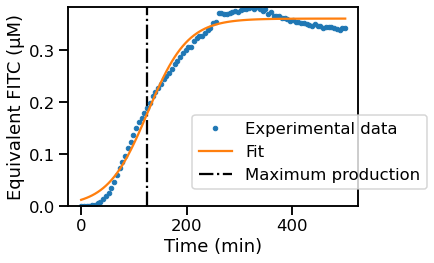 Equivalent FITC (μM)
0.3
0.2
0.1
0.0
Experimental data
Fit
Maximum production
0 200 400
Time (min)